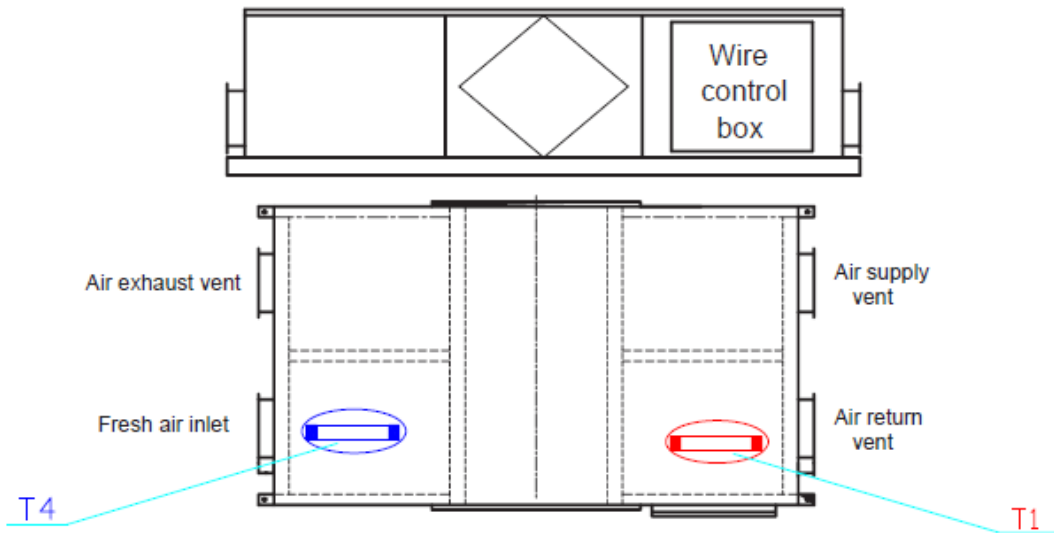 Wire
control
box
Air exhaust vent
Air supply
vent
Fresh air inlet
Air return
vent
T4
T1